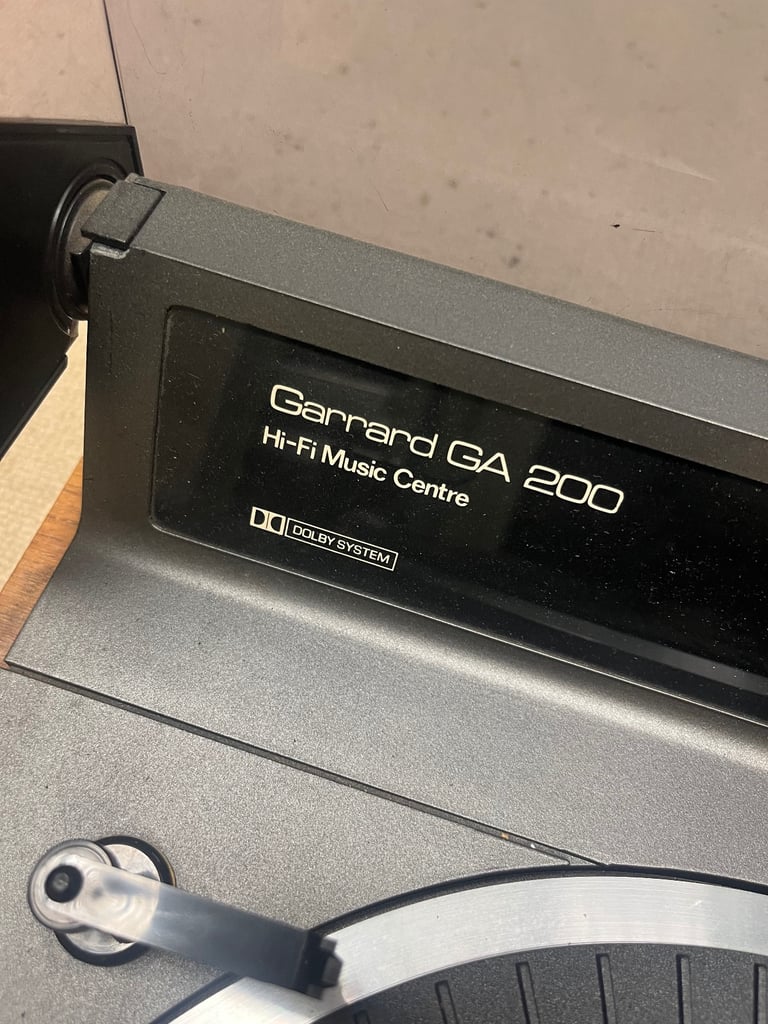 Garrard GA 200
Hi-Fi Music Centre
DOLBY SYSTEM